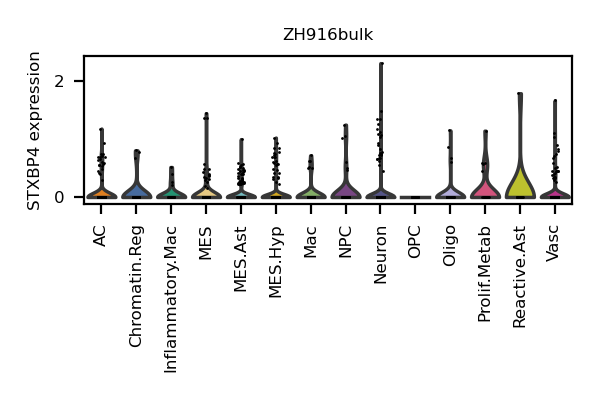 ZH916bulk
STXBP4 expression
2
0
AC
Chromatin.Reg
Inflammatory.Mac
MES
MES.Ast
MES.Hyp
Mac
NPC
Neuron
OPC
Oligo
Prolif.Metab
Reactive.Ast
Vasc